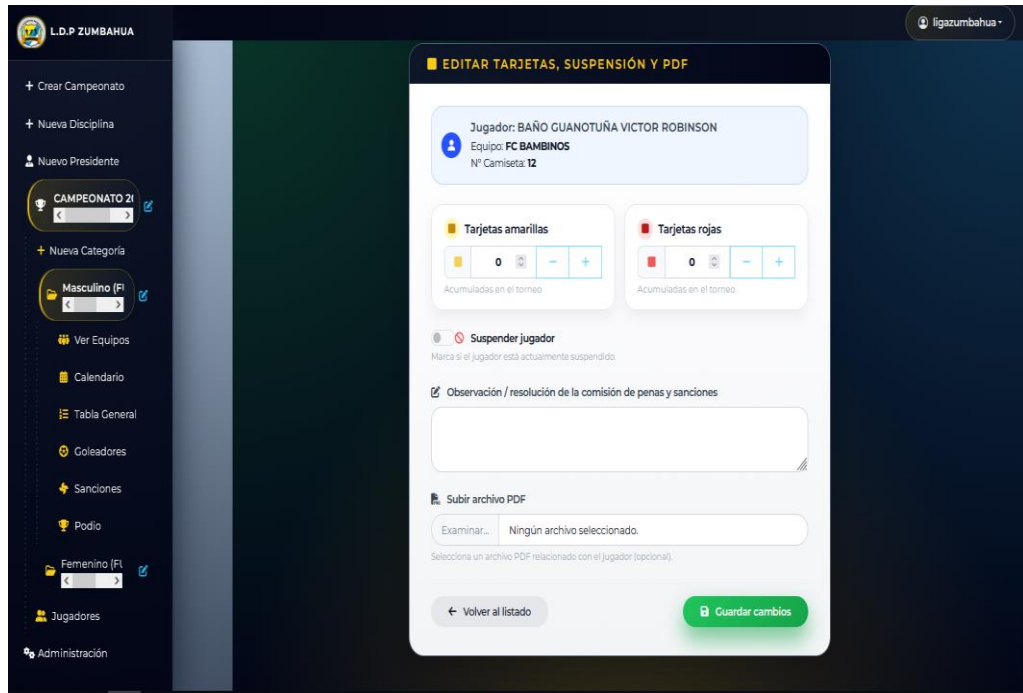 L.D.P ZUMBAHUA
ligazumbahua
+ Crear Campeonato
+ Nueva Disciplina
Nuevo Presidente
CAMPEONATO 20
+ Nueva Categoría
Masculino (F
Ver Equipos
Calendario
Tabla General
Goleadores
Sanciones
Podio
Femenino (FU
Jugadores
Administración
EDITAR TARJETAS, SUSPENSIÓN Y PDF
Jugador: BAÑO GUANOTUÑA VICTOR ROBINSON
Equipo: FC BAMBINOS
N° Camiseta: 12
Tarjetas amarillas
0 − +
Acumuladas en el torneo
Tarjetas rojas
0 − +
Acumuladas en el torneo
Suspender jugador
Marca si el jugador está actualmente suspendido.
Observación / resolución de la comisión de penas y sanciones
Subir archivo PDF
Examinar... Ningún archivo seleccionado.
Selecciona un archivo PDF relacionado con el jugador (opcional).
← Volver al listado
Guardar cambios